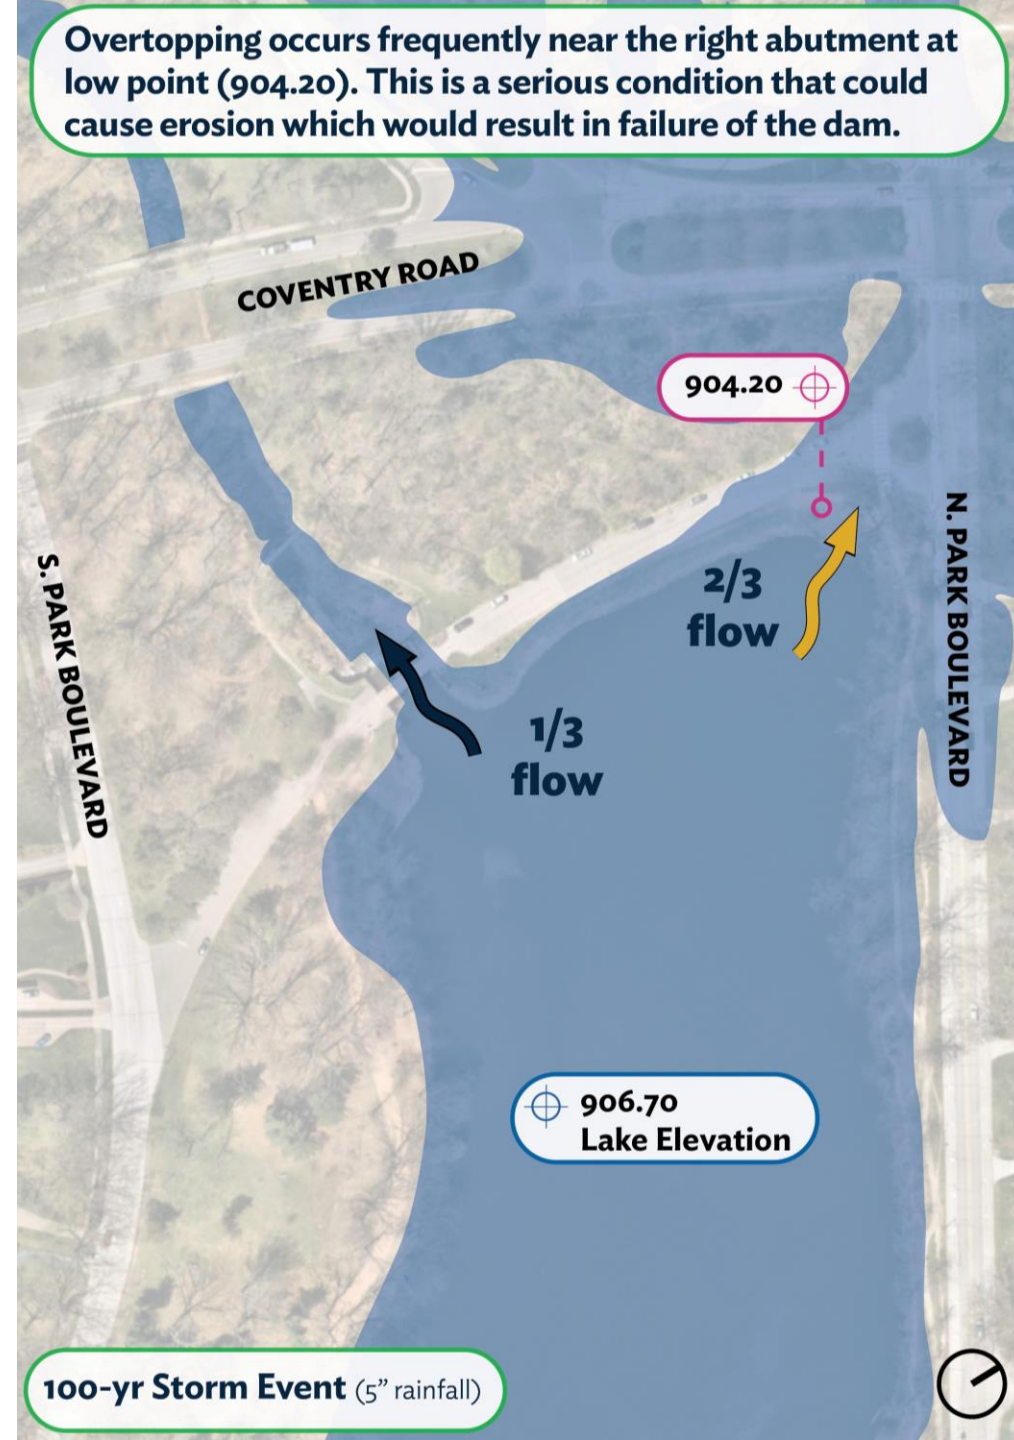 Overtopping occurs frequently near the right abutment at
low point (904.20). This is a serious condition that could
cause erosion which would result in failure of the dam.
COVENTRY ROAD
904.20
N. PARK BOULEVARD
S. PARK BOULEVARD
2/3
flow
1/3
flow
906.70
Lake Elevation
100-yr Storm Event (5” rainfall)